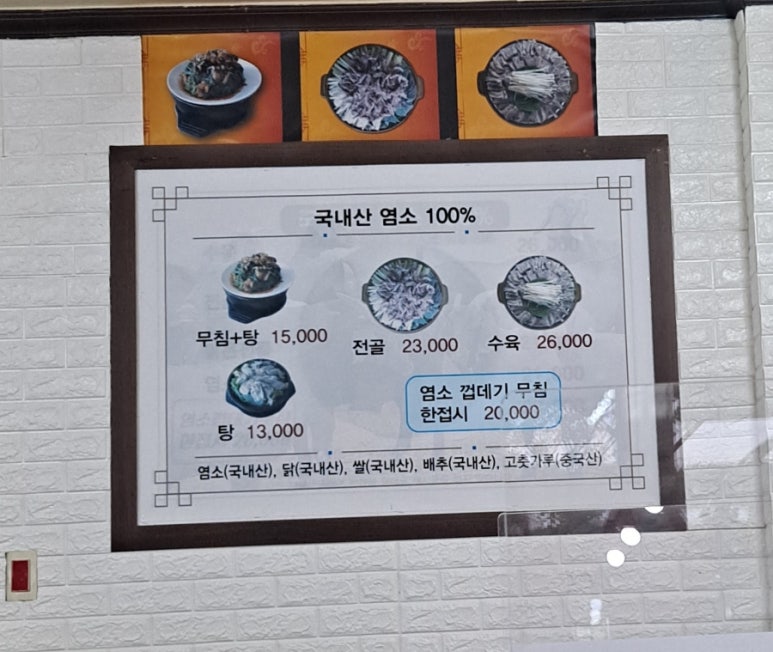 국내산 염소 100%
무침+탕 15,000
전골 23,000
수육 26,000
탕 13,000
염소 껍데기 무침
한접시 20,000
염소(국내산), 닭(국내산), 쌀(국내산), 배추(국내산), 고춧가루(중국산)